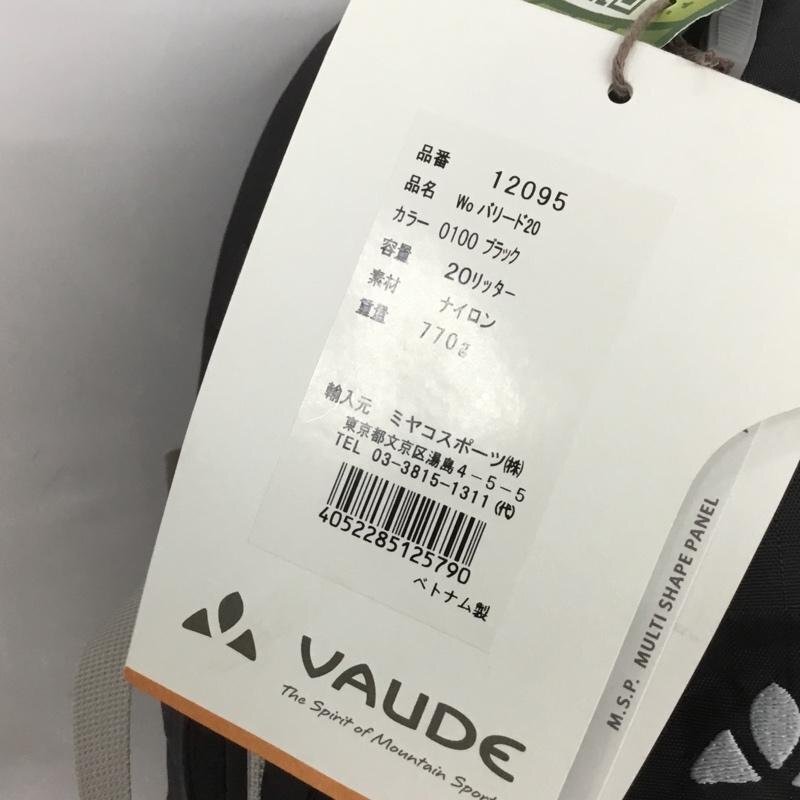 品番 12095
品名 Wo バリード20
カラー 0100 ブラック
容量 20リッター
素材 ナイロン
重量 770g
輸入元 ミヤコスポーツ㈱
東京都文京区湯島4-5-5
TEL 03-3815-1311 (代)
4052285125790
ベトナム製
VAUDE
The Spirit of Mountain Sport
M.S.P. MULTI SHAPE PANEL